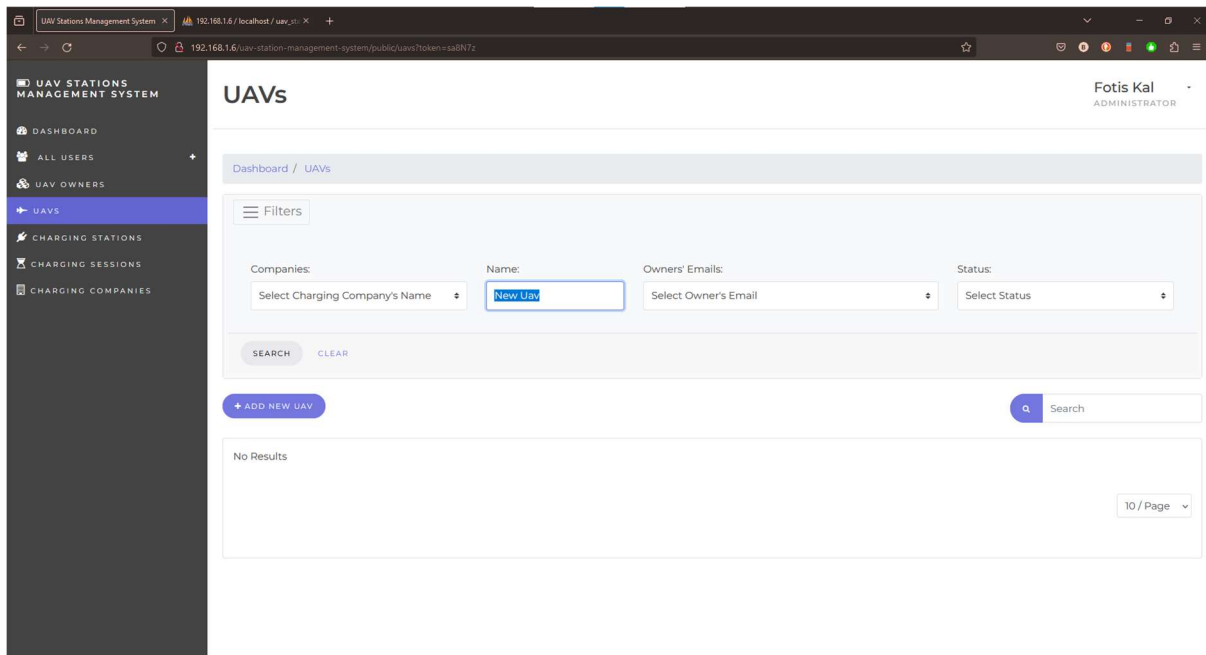 UAV Stations Management System
192.168.1.6 / localhost / uav_sta
192.168.1.6/uav-station-management-system/public/uavs?token=sa8N7z
UAV STATIONS
MANAGEMENT SYSTEM
DASHBOARD
ALL USERS
UAV OWNERS
UAVS
CHARGING STATIONS
CHARGING SESSIONS
CHARGING COMPANIES
UAVs
Fotis Kal
ADMINISTRATOR
Dashboard / UAVs
Filters
Companies: Name: Owners' Emails: Status:
Select Charging Company's Name New Uav Select Owner's Email Select Status
SEARCH CLEAR
+ ADD NEW UAV Search
No Results
10 / Page